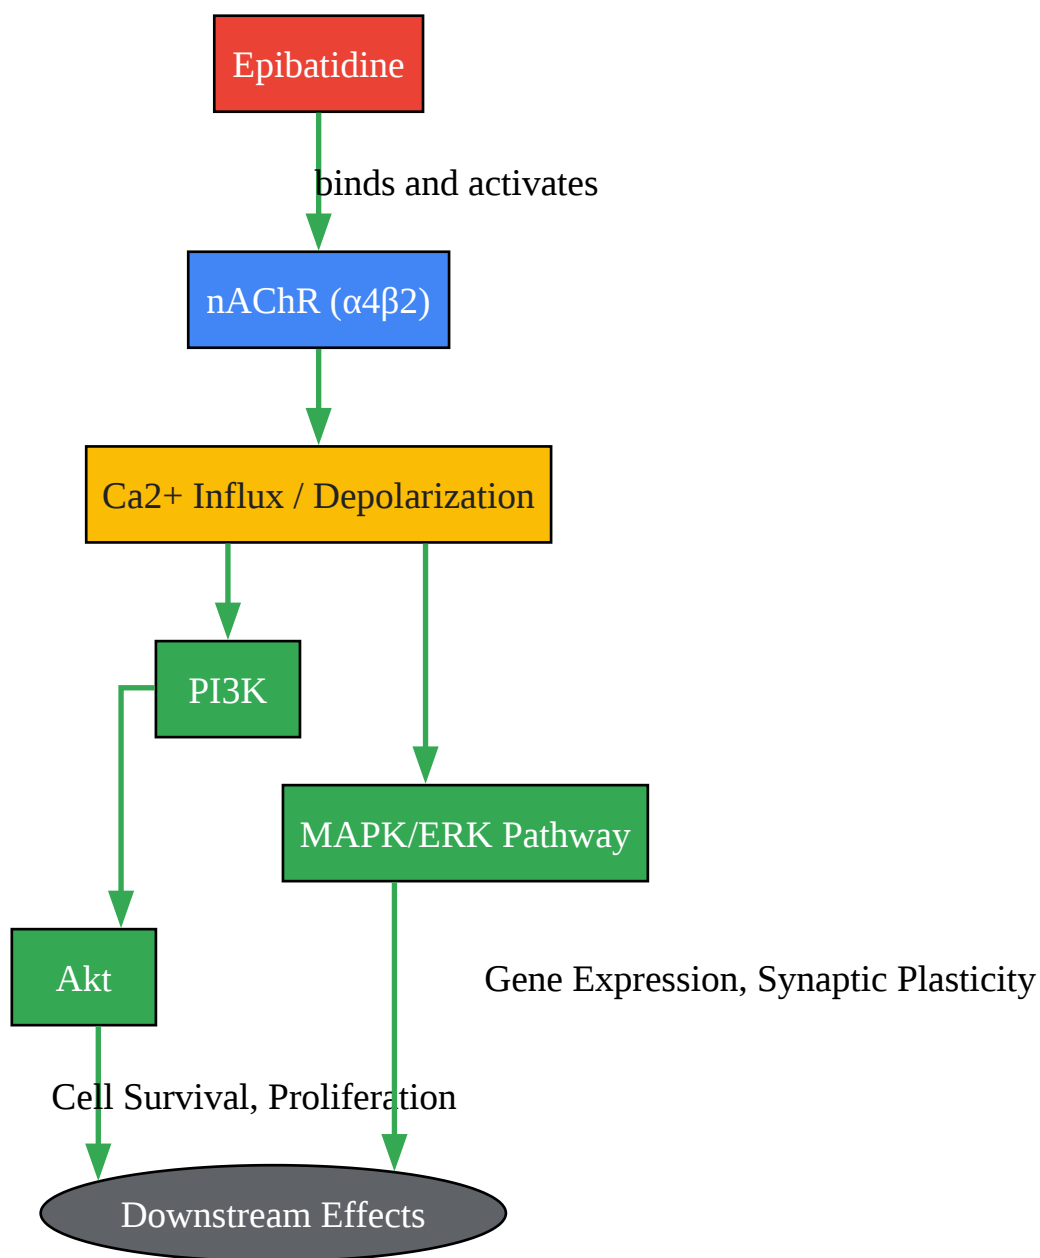 Epibatidine
binds and activates
nAChR (α4β2)
Ca2+ Influx / Depolarization
PI3K
MAPK/ERK Pathway
Akt
Gene Expression, Synaptic Plasticity
Cell Survival, Proliferation
Downstream Effects